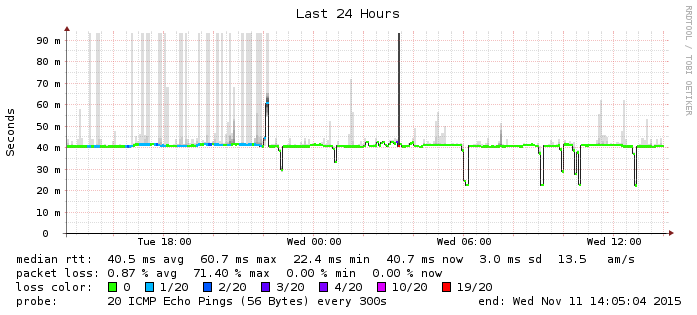 Last 24 Hours
RRDTOOL / TOBI OETIKER
Seconds
90 m
80 m
70 m
60 m
50 m
40 m
30 m
20 m
10 m
0
Tue 18:00 Wed 00:00 Wed 06:00 Wed 12:00
median rtt: 40.5 ms avg 60.7 ms max 22.4 ms min 40.7 ms now 3.0 ms sd 13.5 am/s
packet loss: 0.87 % avg 71.40 % max 0.00 % min 0.00 % now
loss color: 0 1/20 2/20 3/20 4/20 10/20 19/20
probe: 20 ICMP Echo Pings (56 Bytes) every 300s end: Wed Nov 11 14:05:04 2015